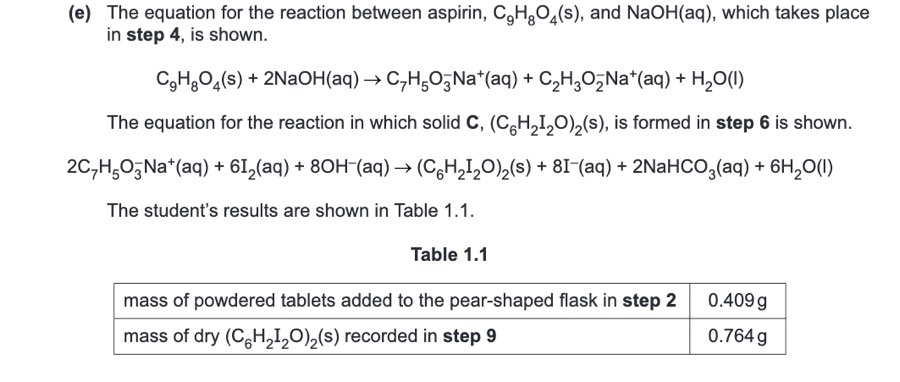 (e) The equation for the reaction between aspirin, C₉H₈O₄(s), and NaOH(aq), which takes place
in step 4, is shown.
C₉H₈O₄(s) + 2NaOH(aq) → C₇H₅O₃⁻Na⁺(aq) + C₂H₃O₂⁻Na⁺(aq) + H₂O(l)
The equation for the reaction in which solid C, (C₆H₂I₂O)₂(s), is formed in step 6 is shown.
2C₇H₅O₃⁻Na⁺(aq) + 6I₂(aq) + 8OH⁻(aq) → (C₆H₂I₂O)₂(s) + 8I⁻(aq) + 2NaHCO₃(aq) + 6H₂O(l)
The student's results are shown in Table 1.1.
Table 1.1
mass of powdered tablets added to the pear-shaped flask in step 2 0.409 g
mass of dry (C₆H₂I₂O)₂(s) recorded in step 9 0.764 g